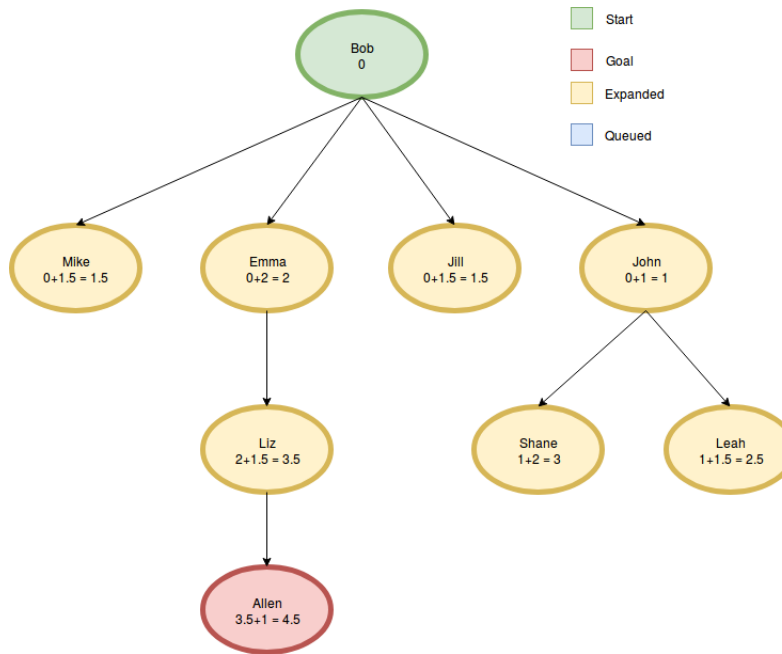 Bob
0
Start
Goal
Expanded
Queued
Mike
0+1.5 = 1.5
Emma
0+2 = 2
Jill
0+1.5 = 1.5
John
0+1 = 1
Liz
2+1.5 = 3.5
Shane
1+2 = 3
Leah
1+1.5 = 2.5
Allen
3.5+1 = 4.5